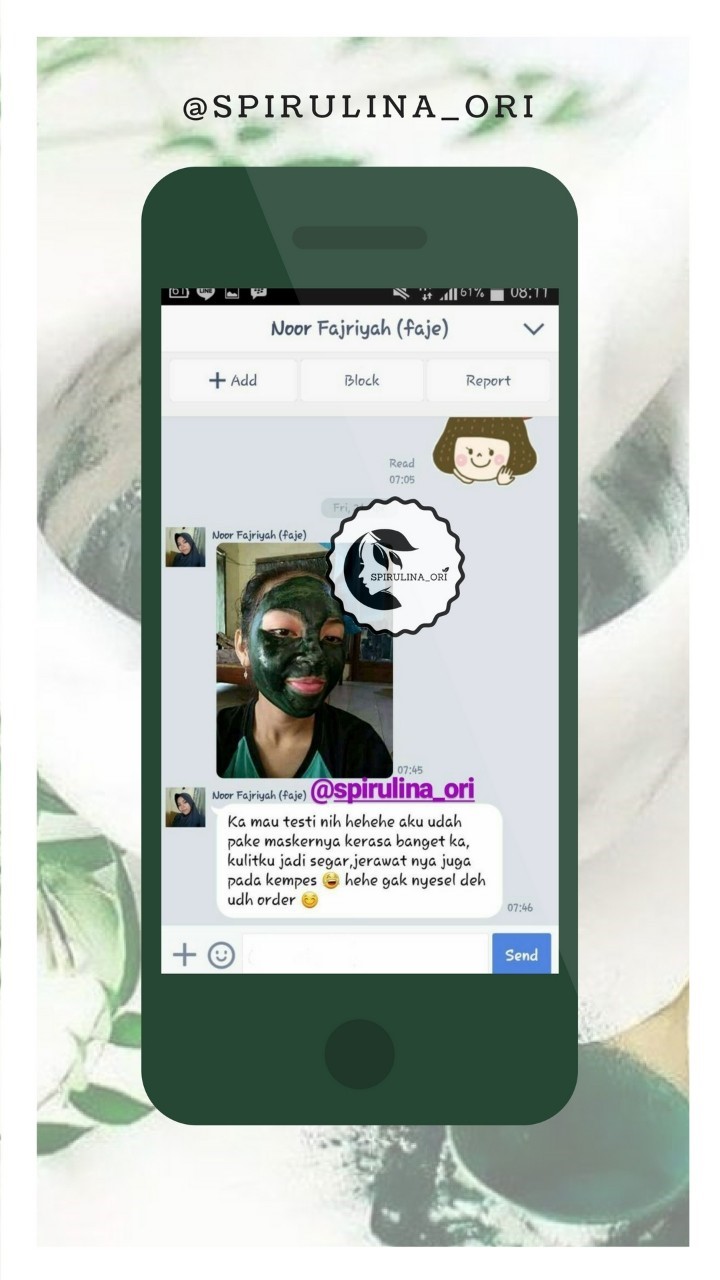 @SPIRULINA_ORI
61% 08:11
Noor Fajriyah (faje)
+ Add Block Report
Read
07:05
Fri,
Noor Fajriyah (faje)
SPIRULINA_ORI
07:45
Noor Fajriyah (faje) @spirulina_ori
Ka mau testi nih hehehe aku udah
pake maskernya kerasa banget ka,
kulitku jadi segar,jerawat nya juga
pada kempes 😄 hehe gak nyesel deh
udh order 😊
07:46
Send